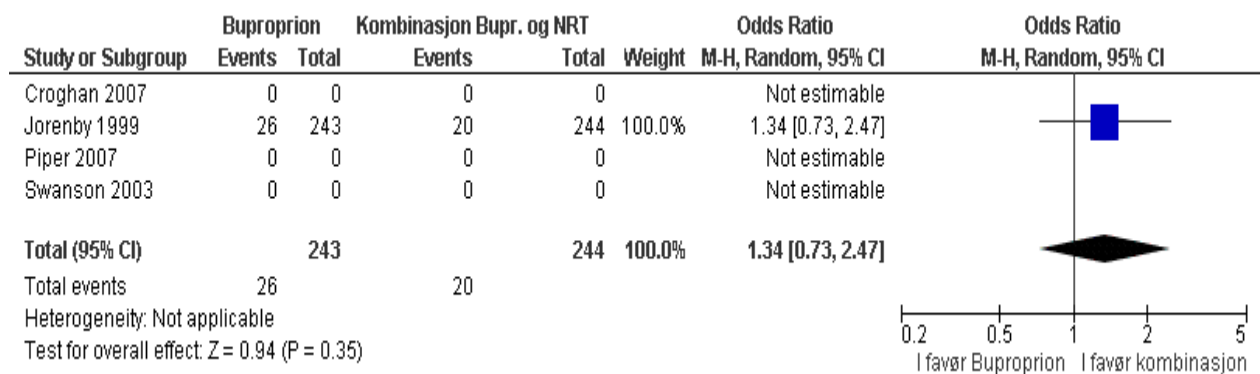 Buproprion Kombinasjon Bupr. og NRT Odds Ratio Odds Ratio
Study or Subgroup Events Total Events Total Weight M-H, Random, 95% CI M-H, Random, 95% CI
Croghan 2007 0 0 0 0 Not estimable
Jorenby 1999 26 243 20 244 100.0% 1.34 [0.73, 2.47]
Piper 2007 0 0 0 0 Not estimable
Swanson 2003 0 0 0 0 Not estimable
Total (95% CI) 243 244 100.0% 1.34 [0.73, 2.47]
Total events 26 20
Heterogeneity: Not applicable
Test for overall effect: Z = 0.94 (P = 0.35)
0.2 0.5 1 2 5
I favør Buproprion I favør kombinasjon